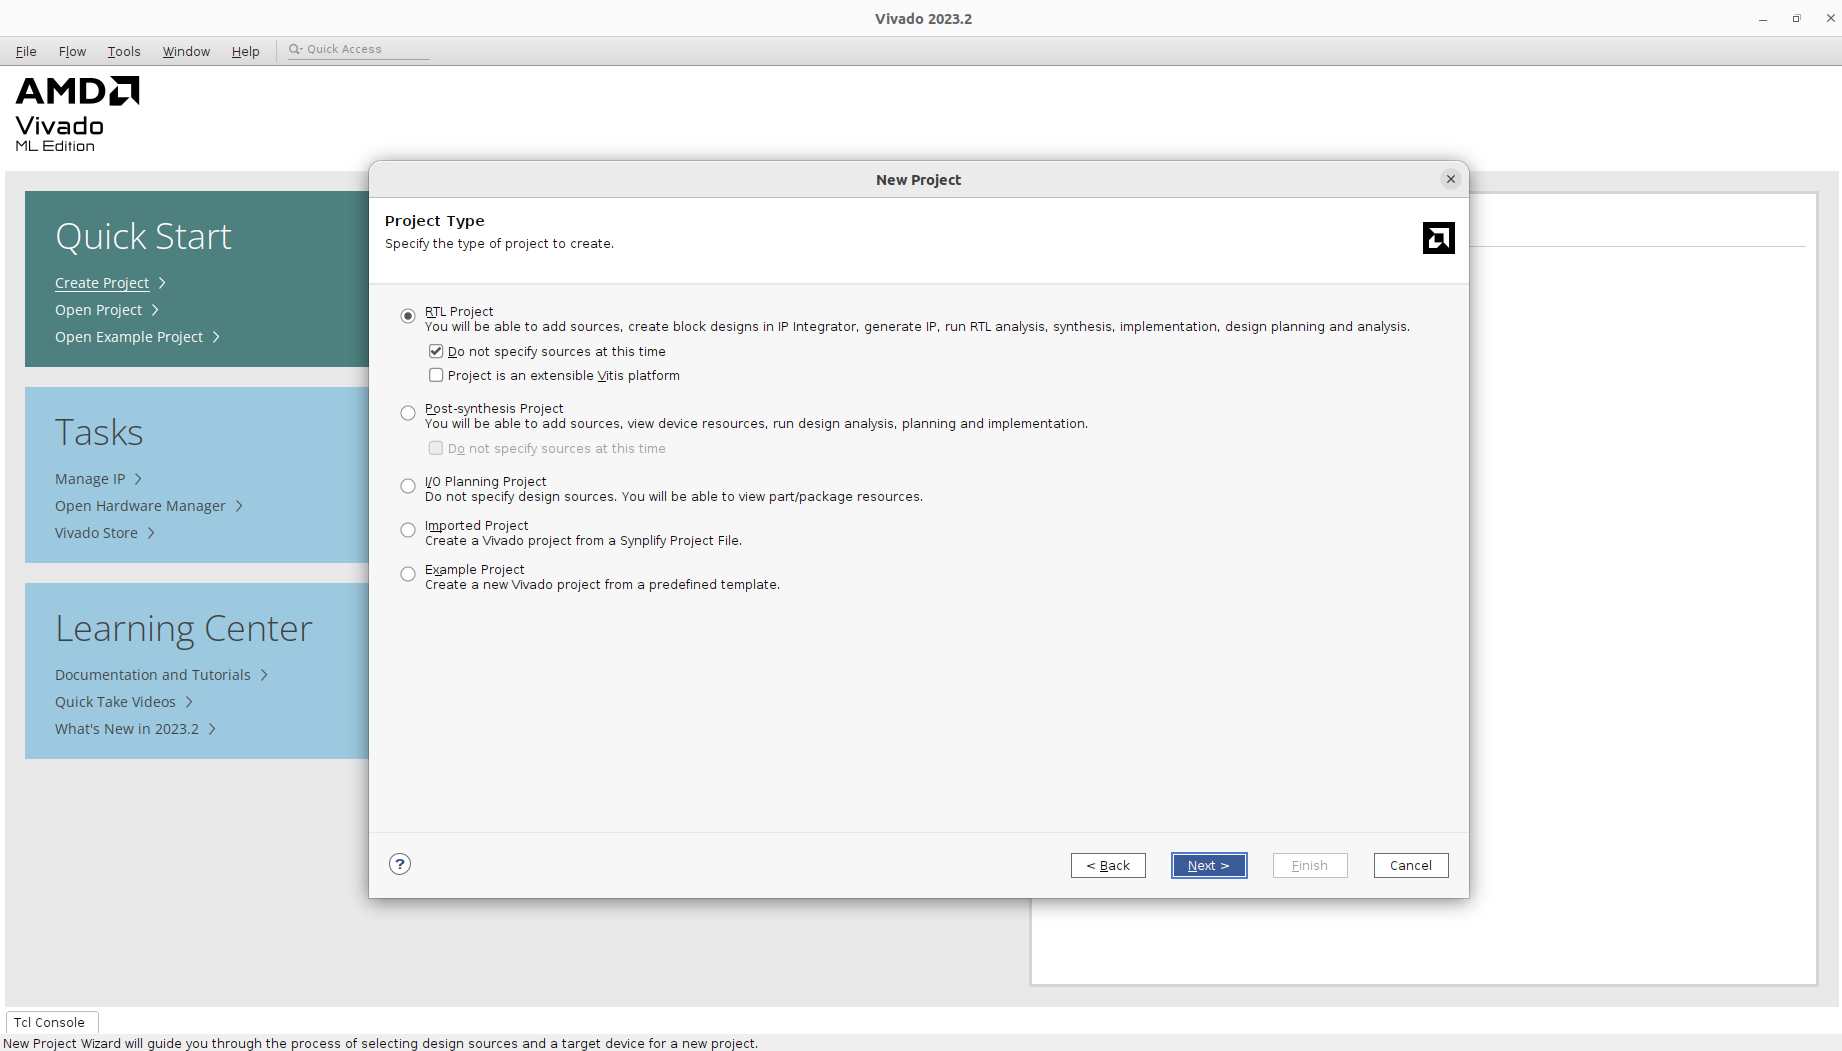 Vivado 2023.2
File Flow Tools Window Help Quick Access
AMD
Vivado
ML Edition
New Project
Project Type
Specify the type of project to create.
Quick Start
Create Project
Open Project
Open Example Project
RTL Project
You will be able to add sources, create block designs in IP Integrator, generate IP, run RTL analysis, synthesis, implementation, design planning and analysis.
Do not specify sources at this time
Project is an extensible Vitis platform
Post-synthesis Project
You will be able to add sources, view device resources, run design analysis, planning and implementation.
Do not specify sources at this time
I/O Planning Project
Do not specify design sources. You will be able to view part/package resources.
Imported Project
Create a Vivado project from a Synplify Project File.
Example Project
Create a new Vivado project from a predefined template.
Tasks
Manage IP
Open Hardware Manager
Vivado Store
Learning Center
Documentation and Tutorials
Quick Take Videos
What's New in 2023.2
?
< Back
Next >
Finish
Cancel
Tcl Console
New Project Wizard will guide you through the process of selecting design sources and a target device for a new project.